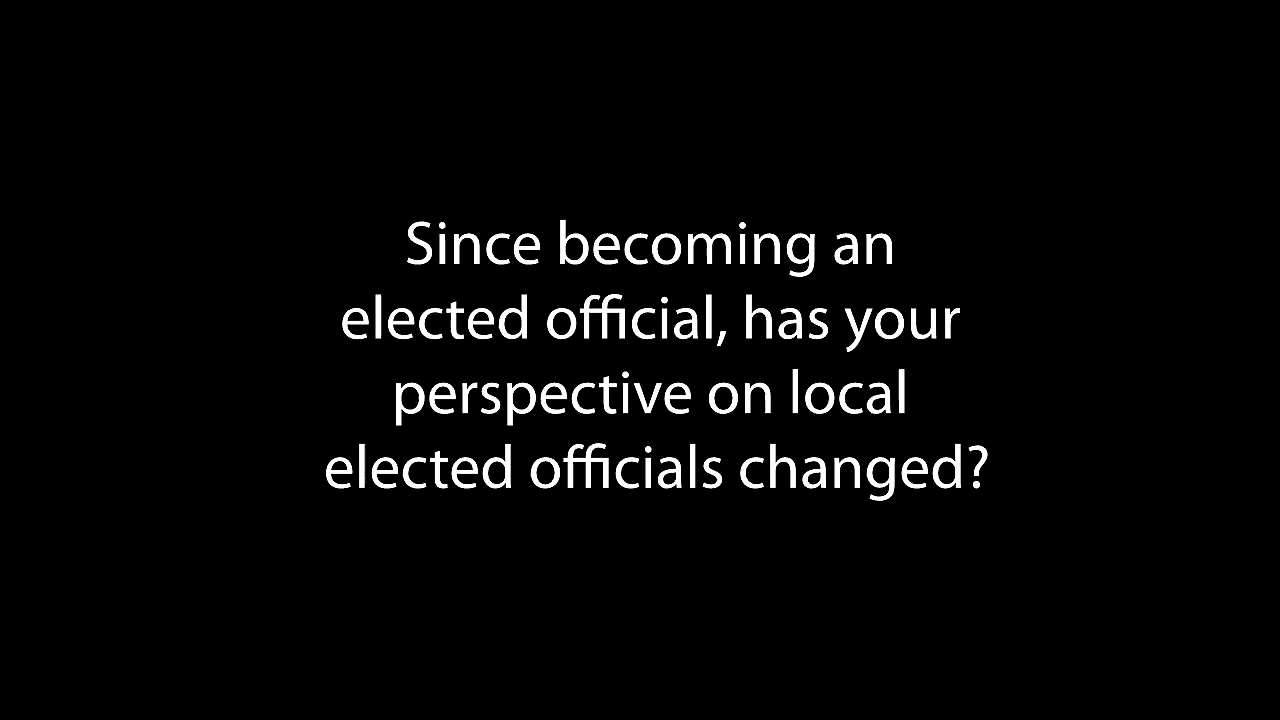 Since becoming an
elected official, has your
perspective on local
elected officials changed?